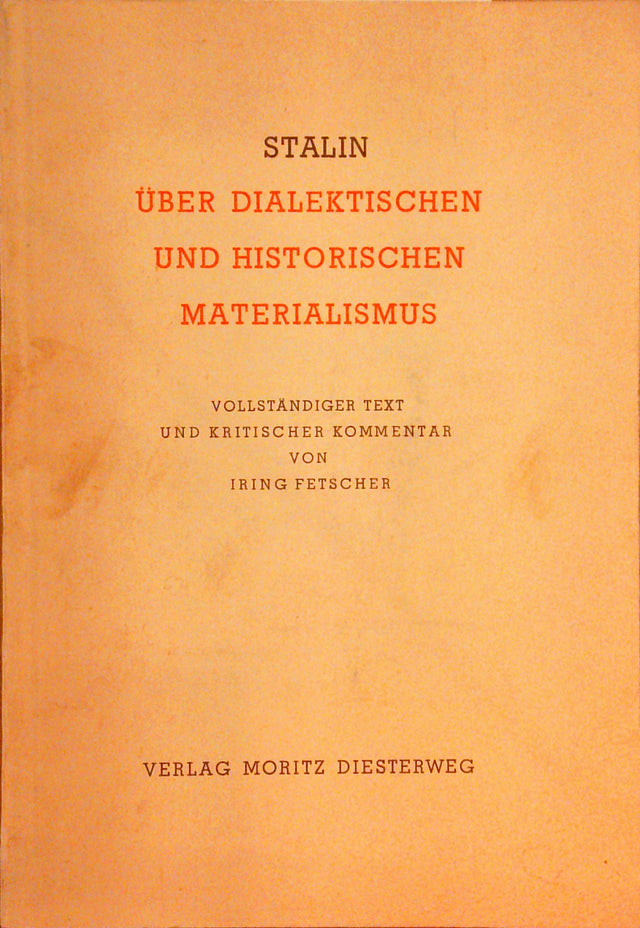 STALIN
ÜBER DIALEKTISCHEN
UND HISTORISCHEN
MATERIALISMUS
VOLLSTÄNDIGER TEXT
UND KRITISCHER KOMMENTAR
VON
IRING FETSCHER
VERLAG MORITZ DIESTERWEG